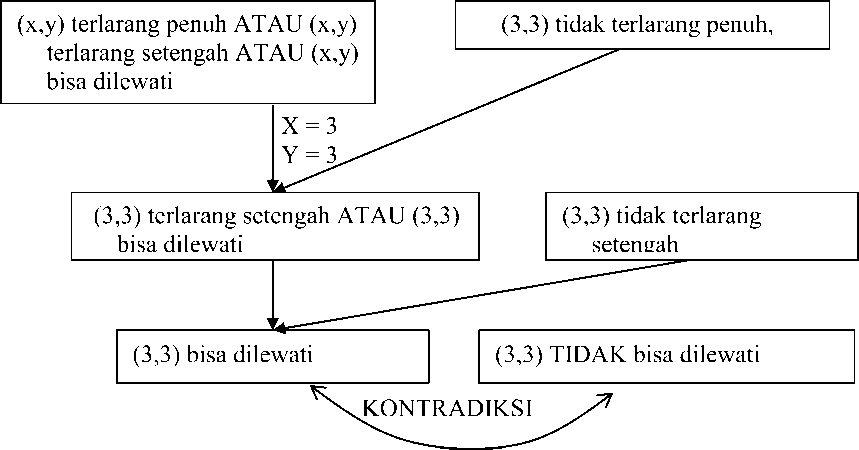 (x,y) terlarang penuh ATAU (x,y)
terlarang setengah ATAU (x,y)
bisa dilewati
(3,3) tidak terlarang penuh,
X = 3
Y = 3
(3,3) terlarang setengah ATAU (3,3)
bisa dilewati
(3,3) tidak terlarang
setengah
(3,3) bisa dilewati
(3,3) TIDAK bisa dilewati
KONTRADIKSI